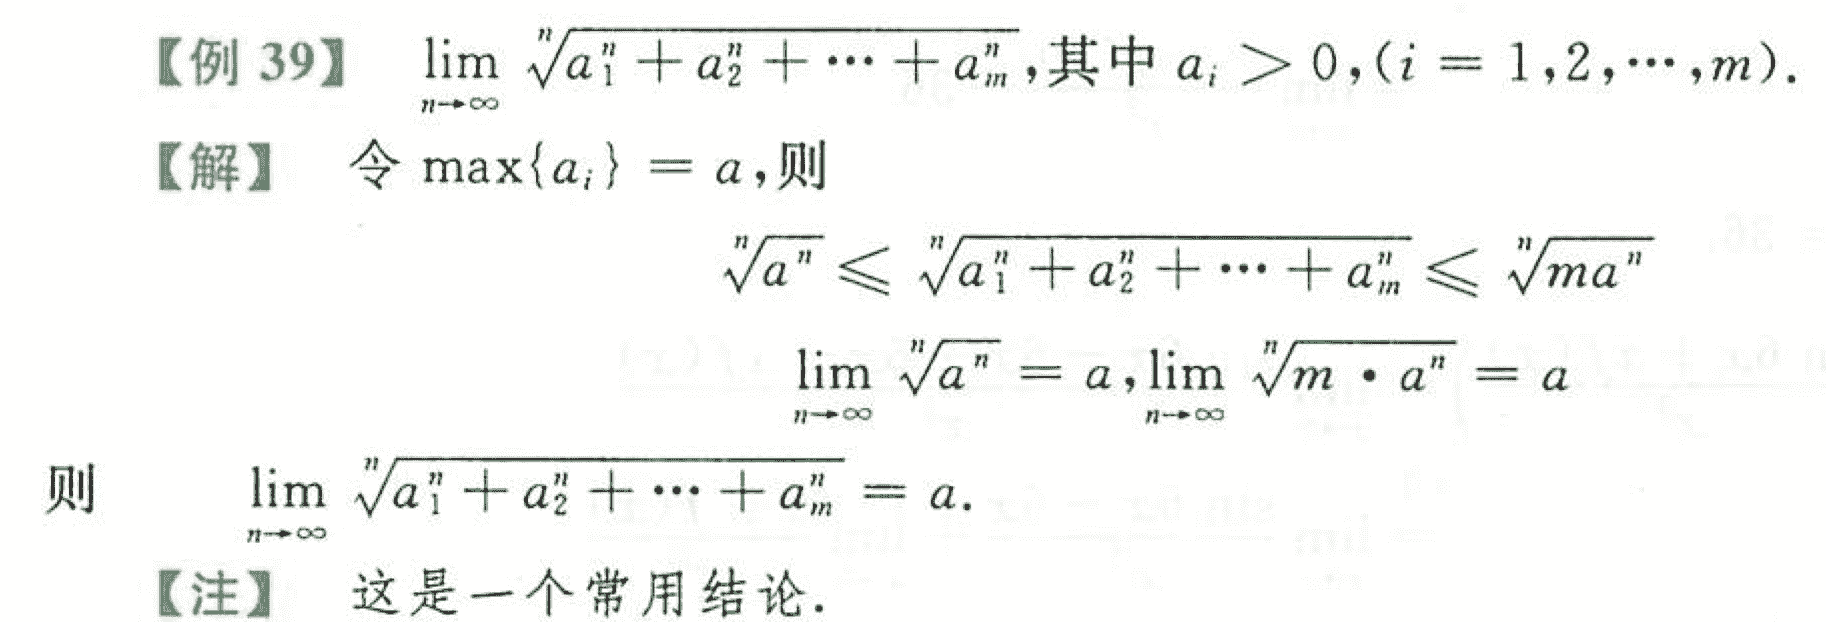 【例 39】 $\lim_{n\to\infty} \sqrt[n]{a_1^n + a_2^n + \cdots + a_m^n}$,其中 $a_i > 0$,($i = 1,2,\cdots,m$).
【解】 令 $\max\{a_i\} = a$,则
$\sqrt[n]{a^n} \leqslant \sqrt[n]{a_1^n + a_2^n + \cdots + a_m^n} \leqslant \sqrt[n]{ma^n}$
$\lim_{n\to\infty} \sqrt[n]{a^n} = a$,$\lim_{n\to\infty} \sqrt[n]{m \cdot a^n} = a$
则 $\lim_{n\to\infty} \sqrt[n]{a_1^n + a_2^n + \cdots + a_m^n} = a.$
【注】 这是一个常用结论.